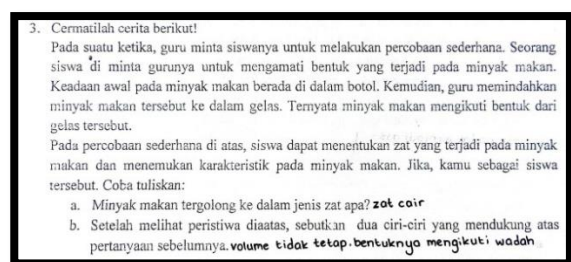 3. Cermatilah cerita berikut!
Pada suatu ketika, guru minta siswanya untuk melakukan percobaan sederhana. Seorang
siswa di minta gurunya untuk mengamati bentuk yang terjadi pada minyak makan.
Keadaan awal pada minyak makan berada di dalam botol. Kemudian, guru memindahkan
minyak makan tersebut ke dalam gelas. Ternyata minyak makan mengikuti bentuk dari
gelas tersebut.
Pada percobaan sederhana di atas, siswa dapat menentukan zat yang terjadi pada minyak
makan dan menemukan karakteristik pada minyak makan. Jika, kamu sebagai siswa
tersebut. Coba tuliskan:
a. Minyak makan tergolong ke dalam jenis zat apa? zat cair
b. Setelah melihat peristiwa diaatas, sebutkan dua ciri-ciri yang mendukung atas
pertanyaan sebelumnya. volume tidak tetap. bentuknya mengikuti wadah